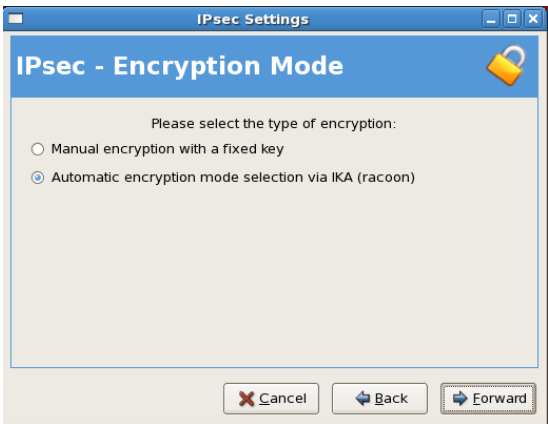 IPsec Settings
IPsec - Encryption Mode
Please select the type of encryption:
Manual encryption with a fixed key
Automatic encryption mode selection via IKA (racoon)
Cancel
Back
Forward